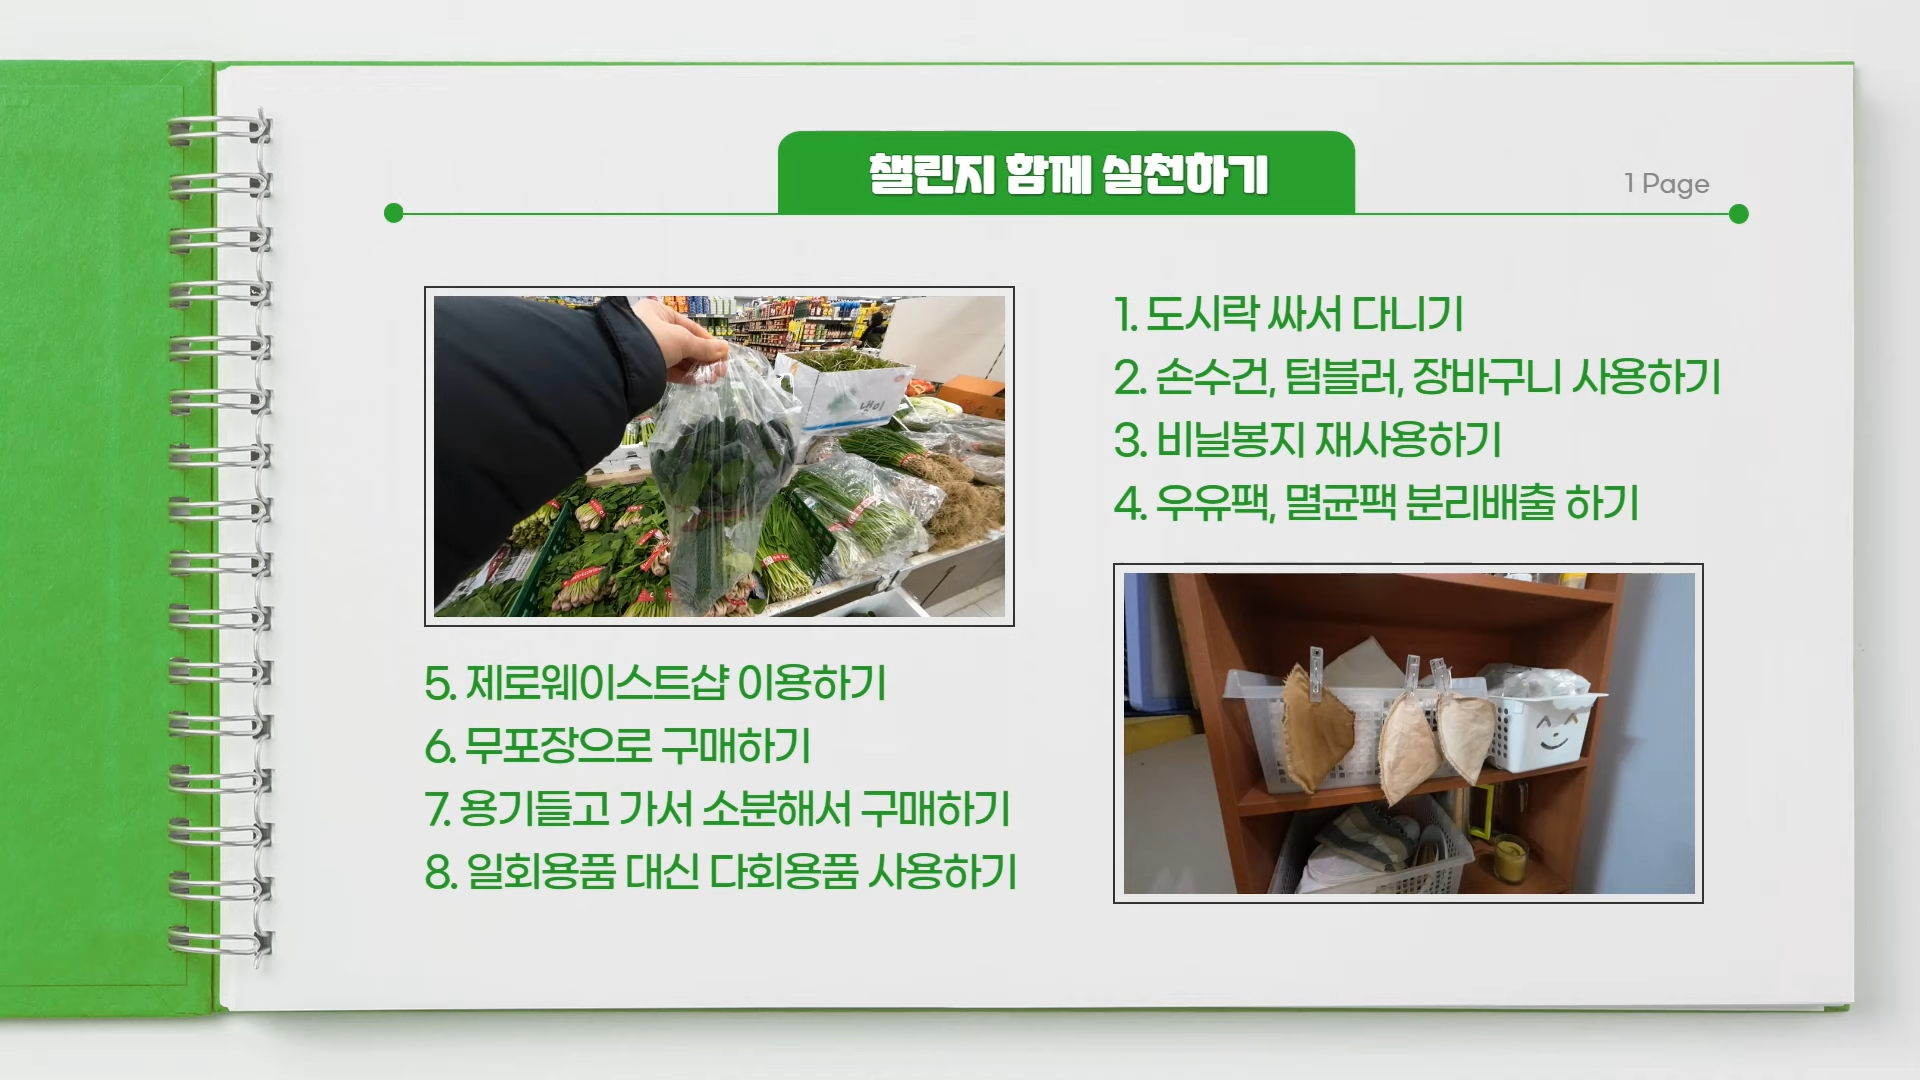 챌린지 함께 실천하기
1 Page
1. 도시락 싸서 다니기
2. 손수건, 텀블러, 장바구니 사용하기
3. 비닐봉지 재사용하기
4. 우유팩, 멸균팩 분리배출 하기
냉이
5. 제로웨이스트샵 이용하기
6. 무포장으로 구매하기
7. 용기들고 가서 소분해서 구매하기
8. 일회용품 대신 다회용품 사용하기